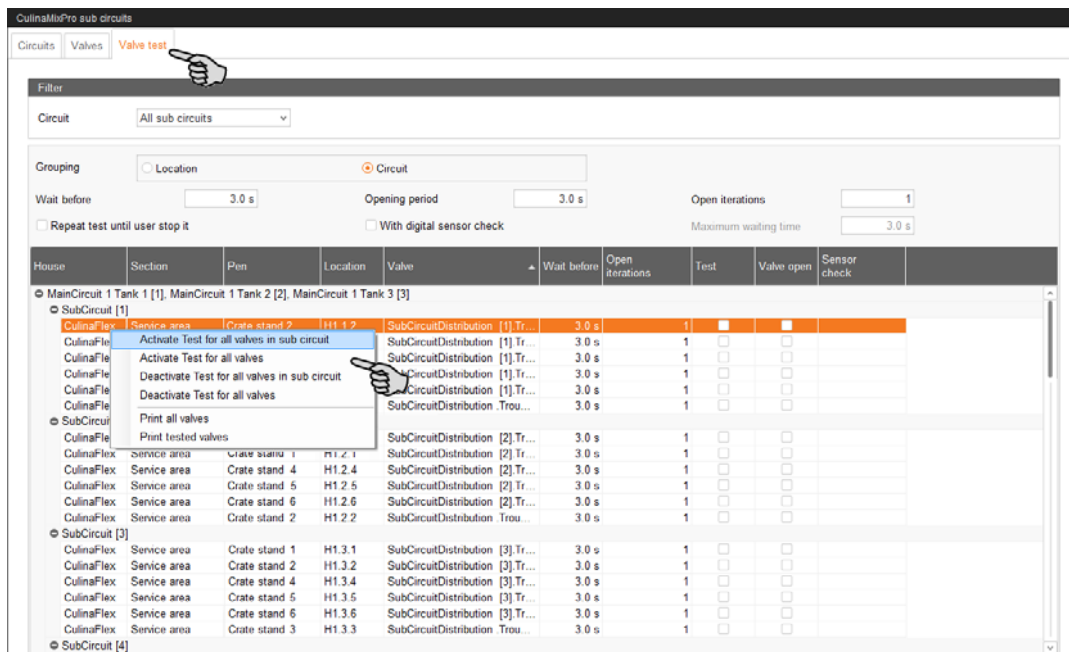 CulinaMixPro sub circuits
Circuits Valves Valve test
Filter
Circuit All sub circuits
Grouping Location Circuit
Wait before 3.0 s Opening period 3.0 s Open iterations 1
Repeat test until user stop it With digital sensor check Maximum waiting time 3.0 s
House Section Pen Location Valve Wait before Open iterations Test Valve open Sensor check
MainCircuit 1 Tank 1 [1], MainCircuit 1 Tank 2 [2], MainCircuit 1 Tank 3 [3]
SubCircuit [1]
CulinaFlex Service area Crate stand 2 H1.1.2 SubCircuitDistribution [1].Tr... 3.0 s 1
CulinaFle Activate Test for all valves in sub circuit SubCircuitDistribution [1].Tr... 3.0 s 1
CulinaFle Activate Test for all valves SubCircuitDistribution [1].Tr... 3.0 s 1
CulinaFle Deactivate Test for all valves in sub circuit CircuitDistribution [1].Tr... 3.0 s 1
CulinaFle Deactivate Test for all valves CircuitDistribution [1].Tr... 3.0 s 1
CulinaFle SubCircuitDistribution .Trou... 3.0 s 1
SubCircuit Print all valves
CulinaFle Print tested valves SubCircuitDistribution [2].Tr... 3.0 s 1
CulinaFlex Service area Crate stand 1 H1.2.1 SubCircuitDistribution [2].Tr... 3.0 s 1
CulinaFlex Service area Crate stand 4 H1.2.4 SubCircuitDistribution [2].Tr... 3.0 s 1
CulinaFlex Service area Crate stand 5 H1.2.5 SubCircuitDistribution [2].Tr... 3.0 s 1
CulinaFlex Service area Crate stand 6 H1.2.6 SubCircuitDistribution [2].Tr... 3.0 s 1
CulinaFlex Service area Crate stand 2 H1.2.2 SubCircuitDistribution .Trou... 3.0 s 1
SubCircuit [3]
CulinaFlex Service area Crate stand 1 H1.3.1 SubCircuitDistribution [3].Tr... 3.0 s 1
CulinaFlex Service area Crate stand 2 H1.3.2 SubCircuitDistribution [3].Tr... 3.0 s 1
CulinaFlex Service area Crate stand 4 H1.3.4 SubCircuitDistribution [3].Tr... 3.0 s 1
CulinaFlex Service area Crate stand 5 H1.3.5 SubCircuitDistribution [3].Tr... 3.0 s 1
CulinaFlex Service area Crate stand 6 H1.3.6 SubCircuitDistribution [3].Tr... 3.0 s 1
CulinaFlex Service area Crate stand 3 H1.3.3 SubCircuitDistribution .Trou... 3.0 s 1
SubCircuit [4]